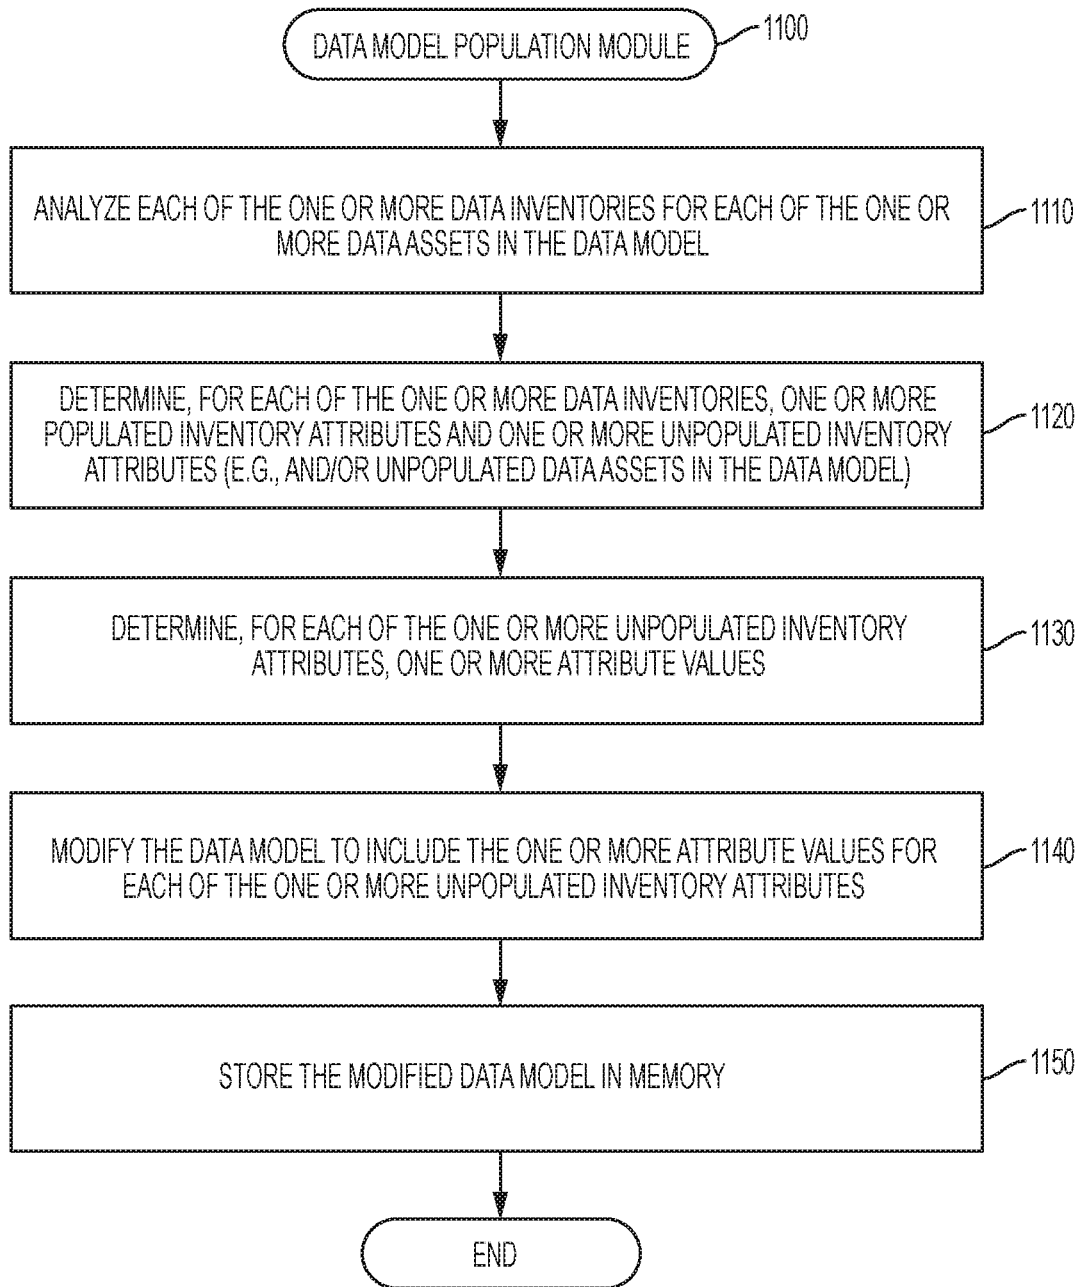 DATA MODEL POPULATION MODULE
1100
ANALYZE EACH OF THE ONE OR MORE DATA INVENTORIES FOR EACH OF THE ONE OR
MORE DATA ASSETS IN THE DATA MODEL
1110
DETERMINE, FOR EACH OF THE ONE OR MORE DATA INVENTORIES, ONE OR MORE
POPULATED INVENTORY ATTRIBUTES AND ONE OR MORE UNPOPULATED INVENTORY
ATTRIBUTES (E.G., AND/OR UNPOPULATED DATA ASSETS IN THE DATA MODEL)
1120
DETERMINE, FOR EACH OF THE ONE OR MORE UNPOPULATED INVENTORY
ATTRIBUTES, ONE OR MORE ATTRIBUTE VALUES
1130
MODIFY THE DATA MODEL TO INCLUDE THE ONE OR MORE ATTRIBUTE VALUES FOR
EACH OF THE ONE OR MORE UNPOPULATED INVENTORY ATTRIBUTES
1140
STORE THE MODIFIED DATA MODEL IN MEMORY
1150
END